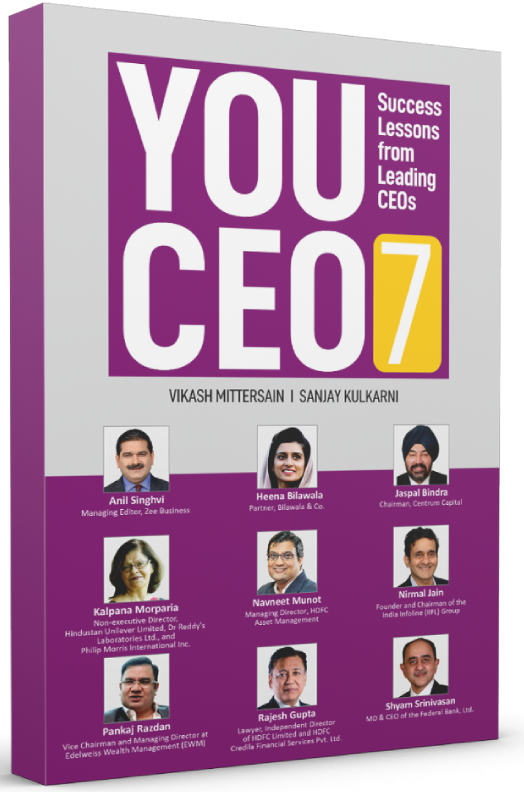 YOU
CEO 7
Success
Lessons
from
Leading
CEOs
VIKASH MITTERSAIN I SANJAY KULKARNI
Anil Singhvi
Managing Editor, Zee Business
Heena Bilawala
Partner, Bilawala & Co.
Jaspal Bindra
Chairman, Centrum Capital
Kalpana Morparia
Non-executive Director,
Hindustan Unilever Limited, Dr Reddy's
Laboratories Ltd., and
Philip Morris International Inc.
Navneet Munot
Managing Director, HDFC
Asset Management
Nirmal Jain
Founder and Chairman of the
India Infoline (IIFL) Group
Pankaj Razdan
Vice Chairman and Managing Director at
Edelweiss Wealth Management (EWM)
Rajesh Gupta
Lawyer, Independent Director
of HDFC Limited and HDFC
Credila Financial Services Pvt. Ltd.
Shyam Srinivasan
MD & CEO of the Federal Bank, Ltd.